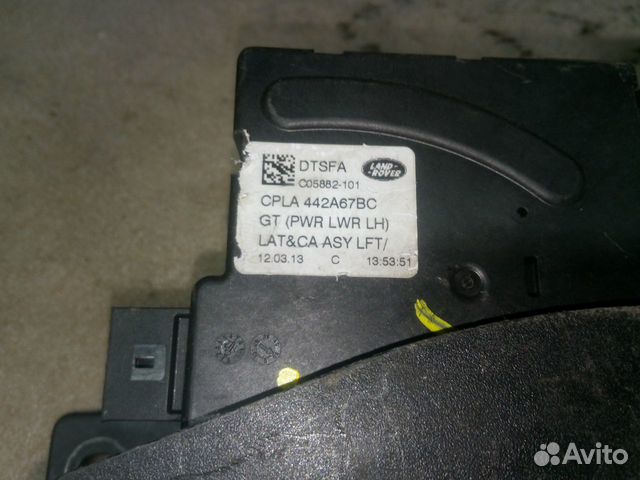 DTSFA
LAND-
ROVER
C05882-101
CPLA 442A67BC
GT (PWR LWR LH)
LAT&CA ASY LFT/
12.03.13 C 13:53:51
Avito